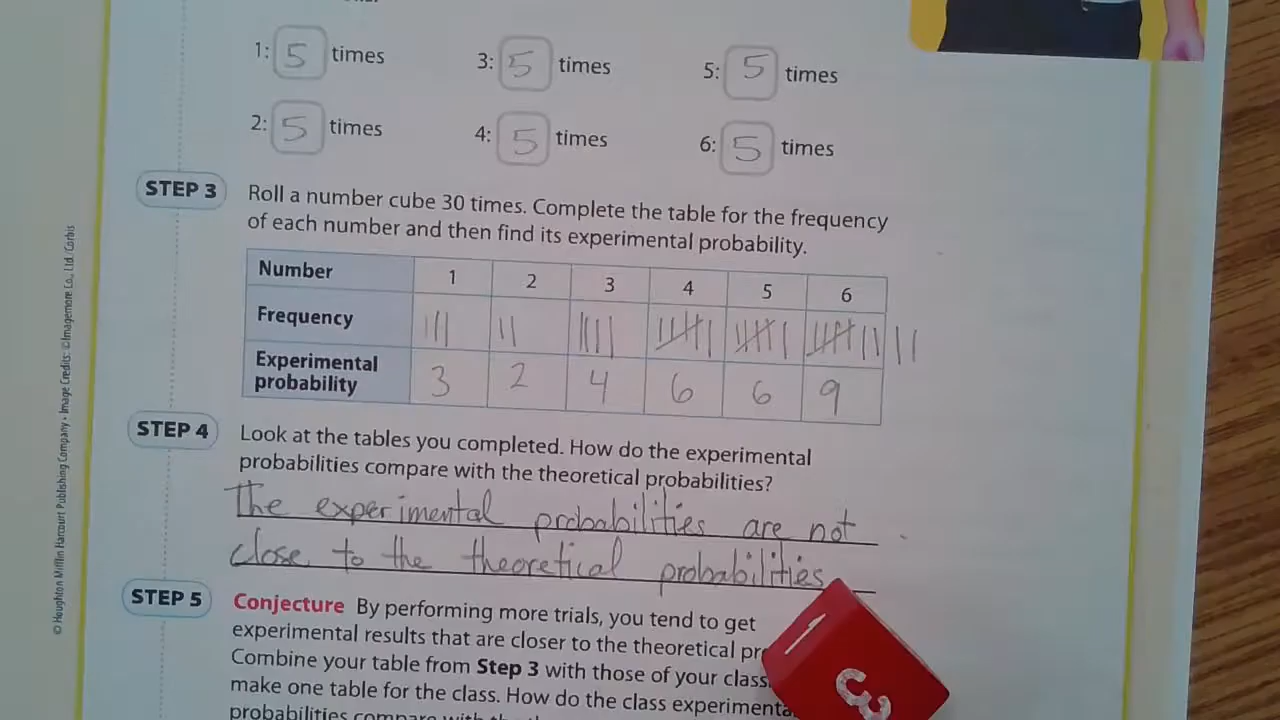 1: 5 times 3: 5 times 5: 5 times
2: 5 times 4: 5 times 6: 5 times
STEP 3 Roll a number cube 30 times. Complete the table for the frequency
of each number and then find its experimental probability.
Number 1 2 3 4 5 6
Frequency
Experimental
probability 3 2 4 6 6 9
STEP 4 Look at the tables you completed. How do the experimental
probabilities compare with the theoretical probabilities?
The experimental probabilities are not
close to the theoretical probabilities
STEP 5 Conjecture By performing more trials, you tend to get
experimental results that are closer to the theoretical
Combine your table from Step 3 with those of your
make one table for the class. How do the class
probabilities compare with
© Houghton Mifflin Harcourt Publishing Company • Image Credits: ©Imagemore Co., Ltd./Corbis
1
3